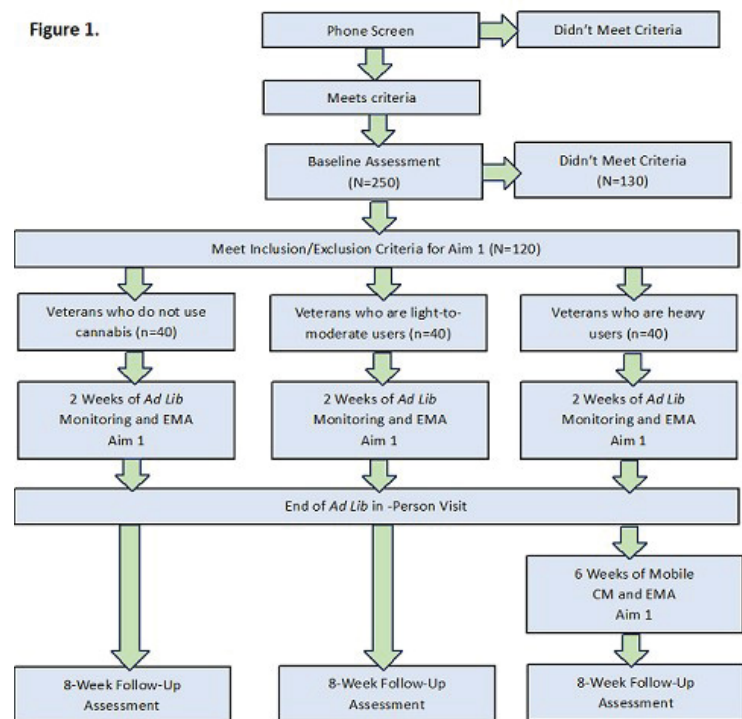 Figure 1.
Phone Screen
Didn't Meet Criteria
Meets criteria
Baseline Assessment
(N=250)
Didn't Meet Criteria
(N=130)
Meet Inclusion/Exclusion Criteria for Aim 1 (N=120)
Veterans who do not use
cannabis (n=40)
Veterans who are light-to-
moderate users (n=40)
Veterans who are heavy
users (n=40)
2 Weeks of Ad Lib
Monitoring and EMA
Aim 1
2 Weeks of Ad Lib
Monitoring and EMA
Aim 1
2 Weeks of Ad Lib
Monitoring and EMA
Aim 1
End of Ad Lib in -Person Visit
6 Weeks of Mobile
CM and EMA
Aim 1
8-Week Follow-Up
Assessment
8-Week Follow-Up
Assessment
8-Week Follow-Up
Assessment